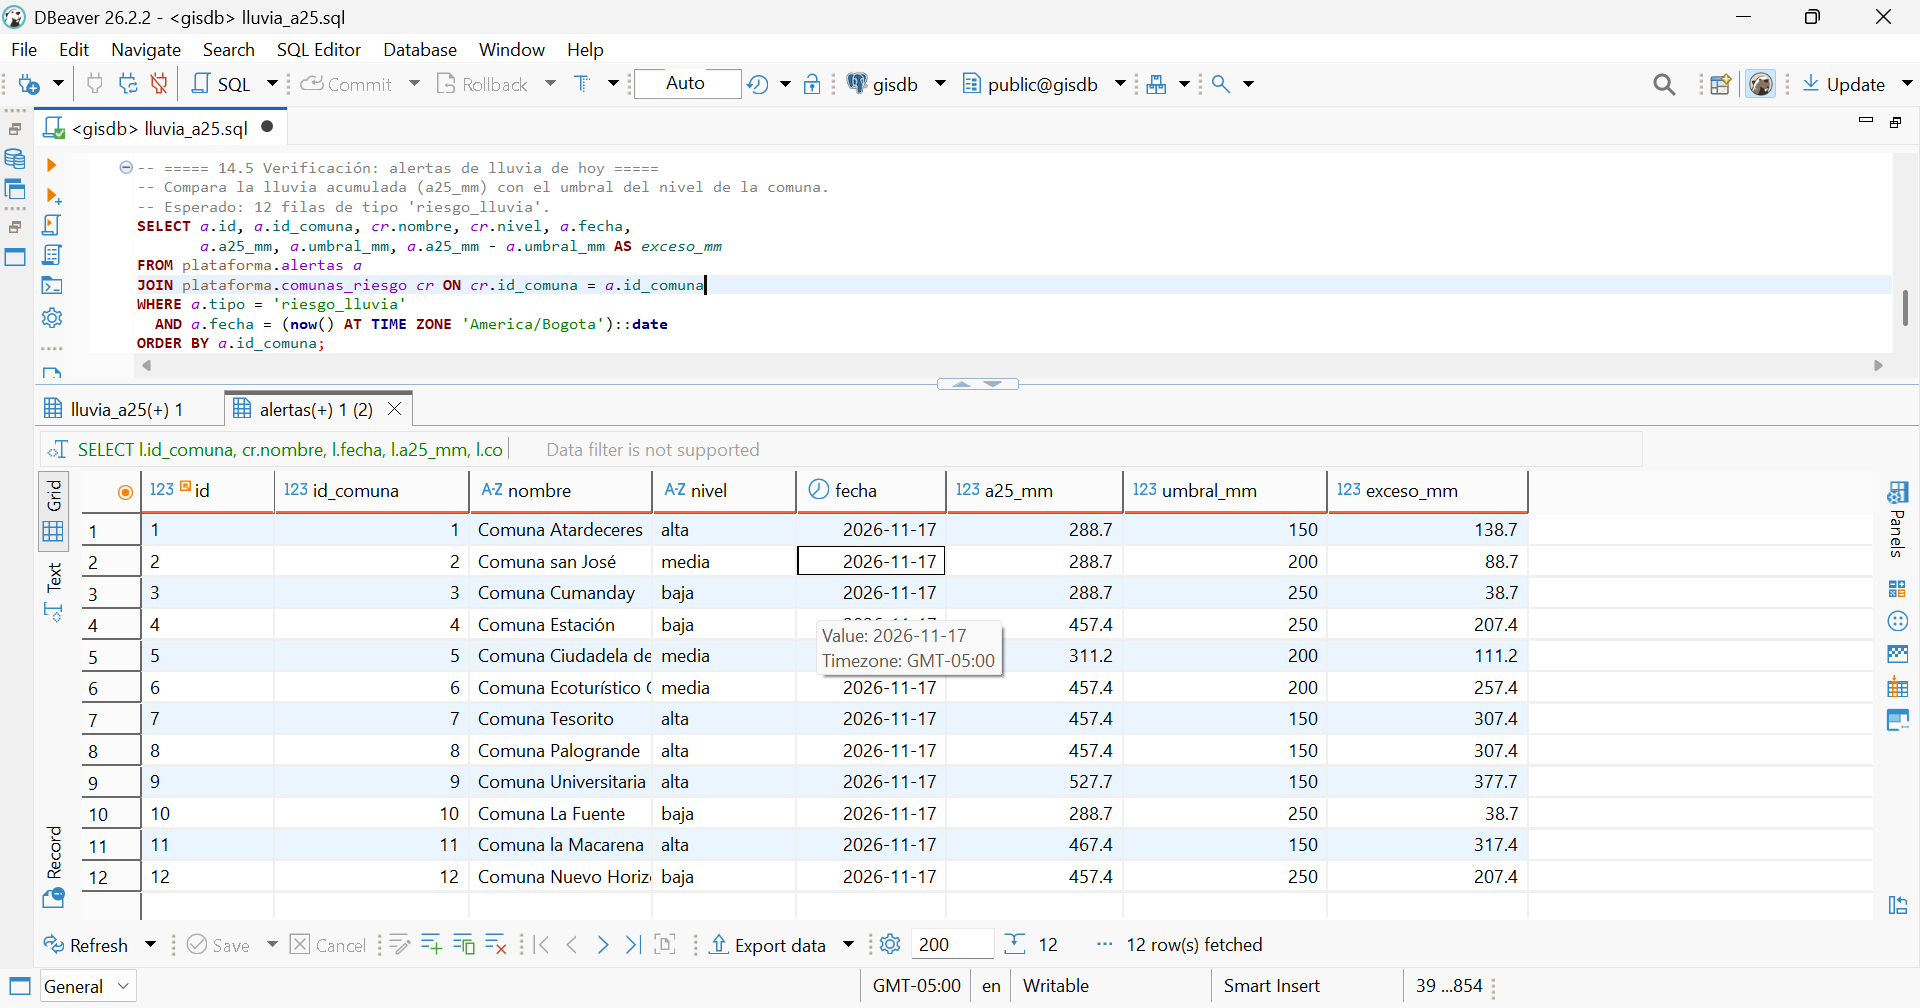 DBeaver 26.2.2 - <gisdb> lluvia_a25.sql
File Edit Navigate Search SQL Editor Database Window Help
SQL Commit Rollback Auto gisdb public@gisdb Update
<gisdb> lluvia_a25.sql
-- ===== 14.5 Verificación: alertas de lluvia de hoy =====
-- Compara la lluvia acumulada (a25_mm) con el umbral del nivel de la comuna.
-- Esperado: 12 filas de tipo 'riesgo_lluvia'.
SELECT a.id, a.id_comuna, cr.nombre, cr.nivel, a.fecha,
a.a25_mm, a.umbral_mm, a.a25_mm - a.umbral_mm AS exceso_mm
FROM plataforma.alertas a
JOIN plataforma.comunas_riesgo cr ON cr.id_comuna = a.id_comuna
WHERE a.tipo = 'riesgo_lluvia'
AND a.fecha = (now() AT TIME ZONE 'America/Bogota')::date
ORDER BY a.id_comuna;
lluvia_a25(+) 1 alertas(+) 1 (2)
SELECT l.id_comuna, cr.nombre, l.fecha, l.a25_mm, l.co Data filter is not supported
Grid
Text
Record
Panels
123 id 123 id_comuna A-Z nombre A-Z nivel fecha 123 a25_mm 123 umbral_mm 123 exceso_mm
1 1 1 Comuna Atardeceres alta 2026-11-17 288.7 150 138.7
2 2 2 Comuna san José media 2026-11-17 288.7 200 88.7
3 3 3 Comuna Cumanday baja 2026-11-17 288.7 250 38.7
4 4 4 Comuna Estación baja 457.4 250 207.4
5 5 5 Comuna Ciudadela de media 311.2 200 111.2
6 6 6 Comuna Ecoturístico media 2026-11-17 457.4 200 257.4
7 7 7 Comuna Tesorito alta 2026-11-17 457.4 150 307.4
8 8 8 Comuna Palogrande alta 2026-11-17 457.4 150 307.4
9 9 9 Comuna Universitaria alta 2026-11-17 527.7 150 377.7
10 10 10 Comuna La Fuente baja 2026-11-17 288.7 250 38.7
11 11 11 Comuna la Macarena alta 2026-11-17 467.4 150 317.4
12 12 12 Comuna Nuevo Horiz baja 2026-11-17 457.4 250 207.4
Value: 2026-11-17
Timezone: GMT-05:00
Refresh Save Cancel Export data 200 12 12 row(s) fetched
General GMT-05:00 en Writable Smart Insert 39 ...854